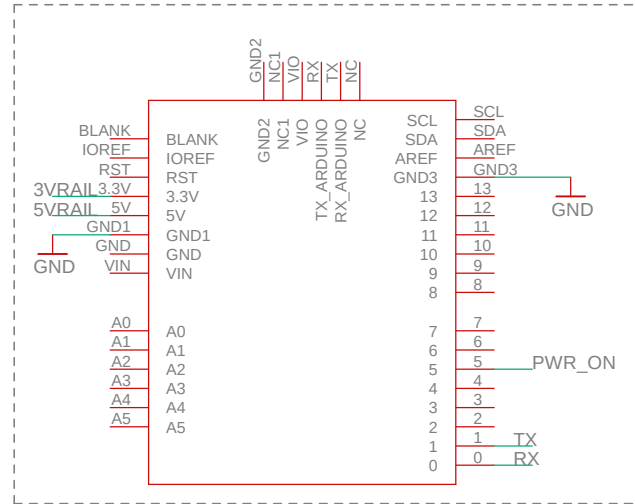 GND2
NC1
VIO
RX
TX
NC
GND2
NC1
VIO
TX_ARDUINO
RX_ARDUINO
NC
BLANK BLANK
IOREF IOREF
RST RST
3VRAIL 3.3V 3.3V
5VRAIL 5V 5V
GND1 GND1
GND GND
GND
VIN VIN
A0 A0
A1 A1
A2 A2
A3 A3
A4 A4
A5 A5
SCL SCL
SDA SDA
AREF AREF
GND3 GND3
13 13
GND
12 12
11 11
10 10
9 9
8 8
7 7
6 6
5 5 PWR_ON
4 4
3 3
2 2
1 1 TX
0 0 RX